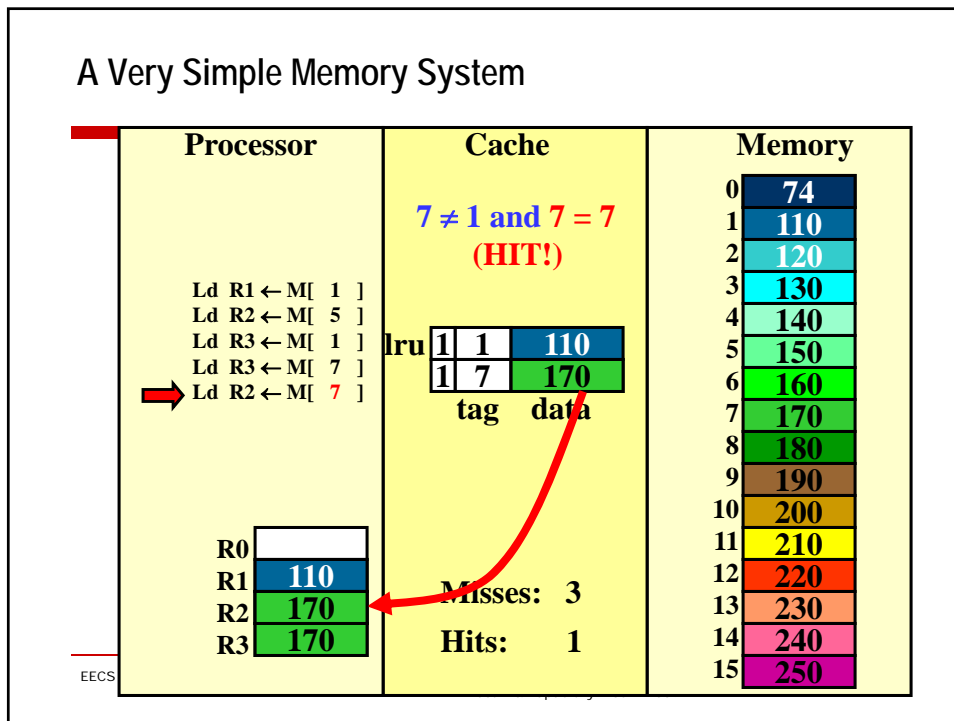 A Very Simple Memory System
Processor
Ld R1 ← M[ 1 ]
Ld R2 ← M[ 5 ]
Ld R3 ← M[ 1 ]
Ld R3 ← M[ 7 ]
Ld R2 ← M[ 7 ]
R0
R1 110
R2 170
R3 170
Cache
7 ≠ 1 and 7 = 7
(HIT!)
lru 1 1 110
1 7 170
tag data
Misses: 3
Hits: 1
Memory
0 74
1 110
2 120
3 130
4 140
5 150
6 160
7 170
8 180
9 190
10 200
11 210
12 220
13 230
14 240
15 250
EECS